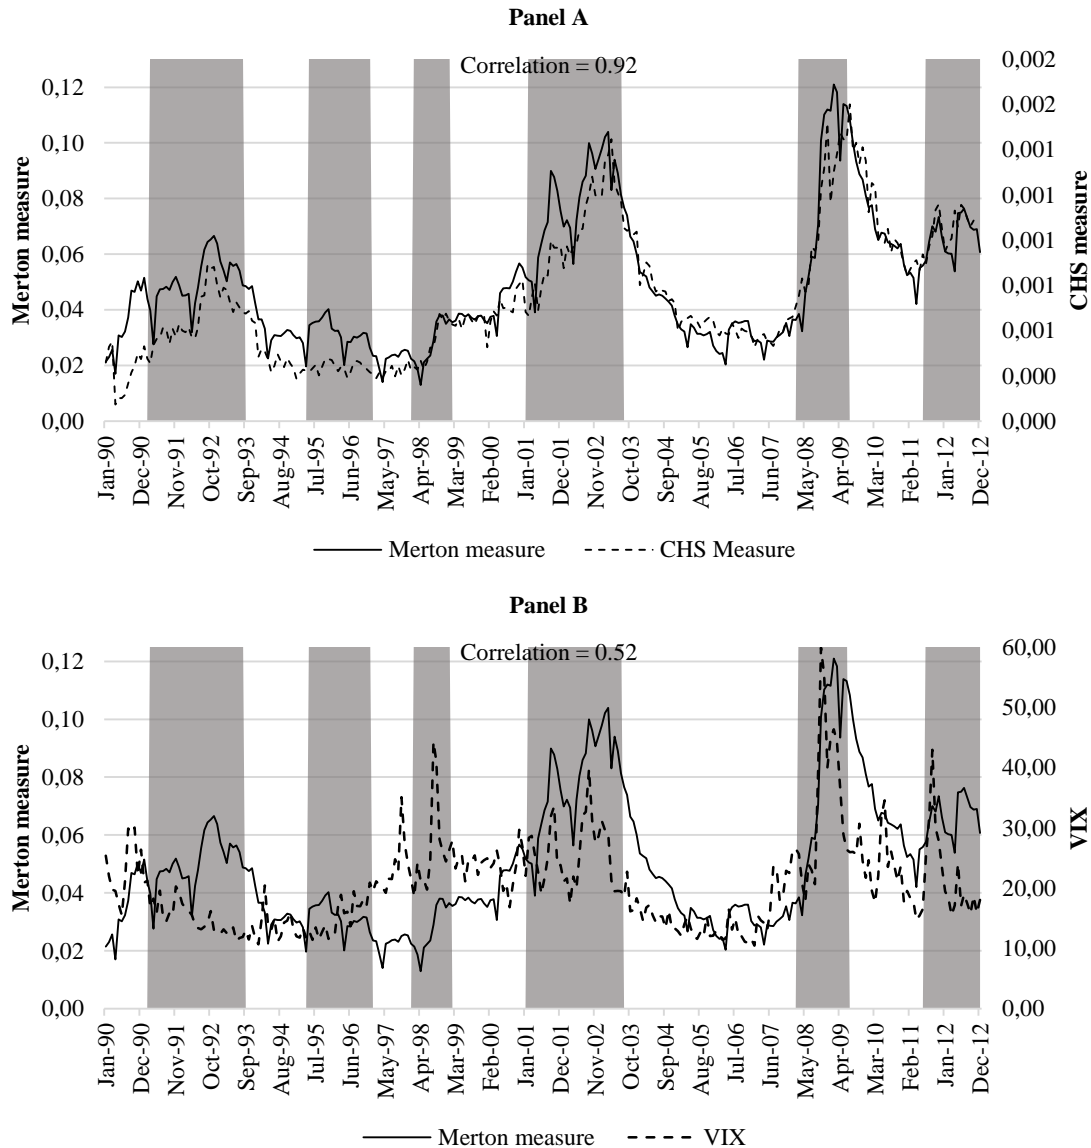 Panel A
Correlation = 0.92
Merton measure
0,12
0,10
0,08
0,06
0,04
0,02
0,00
0,002
0,002
0,001
0,001
0,001
0,001
0,001
0,000
0,000
CHS measure
Jan-90
Dec-90
Nov-91
Oct-92
Sep-93
Aug-94
Jul-95
Jun-96
May-97
Apr-98
Mar-99
Feb-00
Jan-01
Dec-01
Nov-02
Oct-03
Sep-04
Aug-05
Jul-06
Jun-07
May-08
Apr-09
Mar-10
Feb-11
Jan-12
Dec-12
Merton measure
CHS Measure
Panel B
Correlation = 0.52
Merton measure
0,12
0,10
0,08
0,06
0,04
0,02
0,00
60,00
50,00
40,00
30,00
20,00
10,00
0,00
VIX
Jan-90
Dec-90
Nov-91
Oct-92
Sep-93
Aug-94
Jul-95
Jun-96
May-97
Apr-98
Mar-99
Feb-00
Jan-01
Dec-01
Nov-02
Oct-03
Sep-04
Aug-05
Jul-06
Jun-07
May-08
Apr-09
Mar-10
Feb-11
Jan-12
Dec-12
Merton measure
VIX